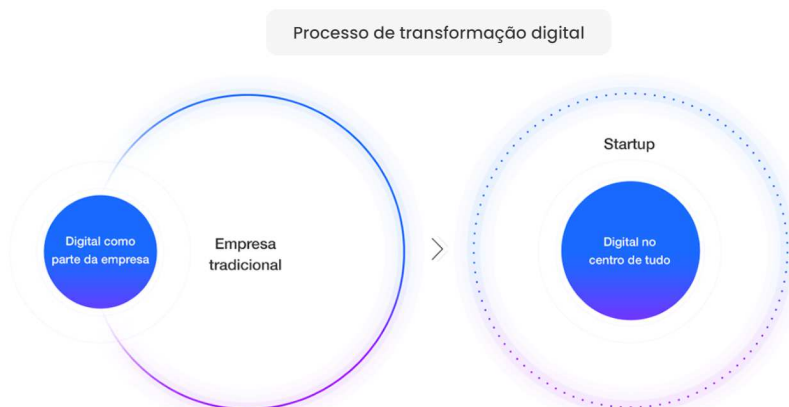 Processo de transformação digital
Digital como
parte da empresa
Empresa
tradicional
Startup
Digital no
centro de tudo